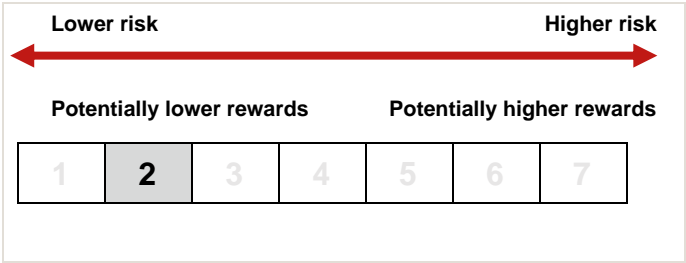 Lower risk Higher risk
Potentially lower rewards Potentially higher rewards
1 2 3 4 5 6 7